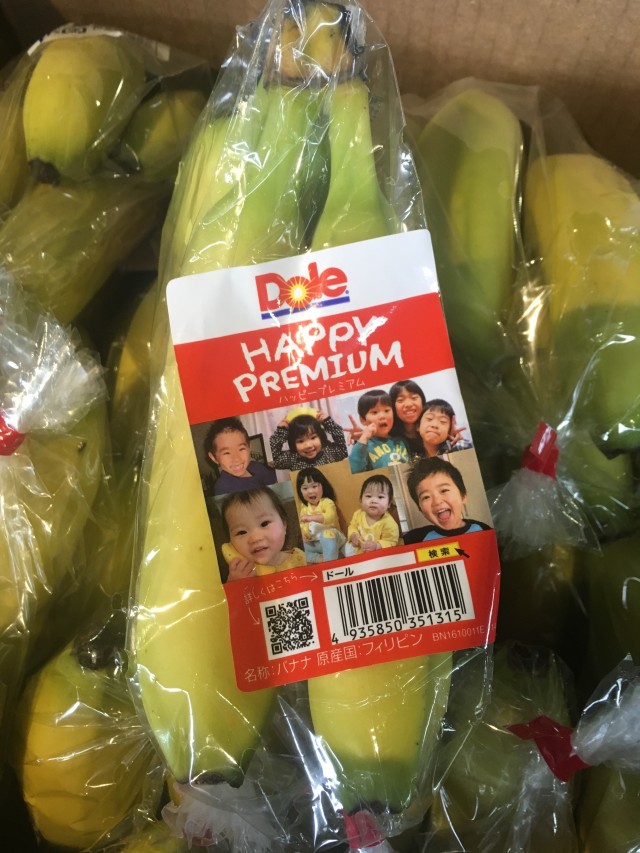 Dole
HAPPY
PREMIUM
ハッピープレミアム
詳しくはこちら
ドール 検索
4 935850 351315
BN1610011E
名称:バナナ 原産国:フィリピン